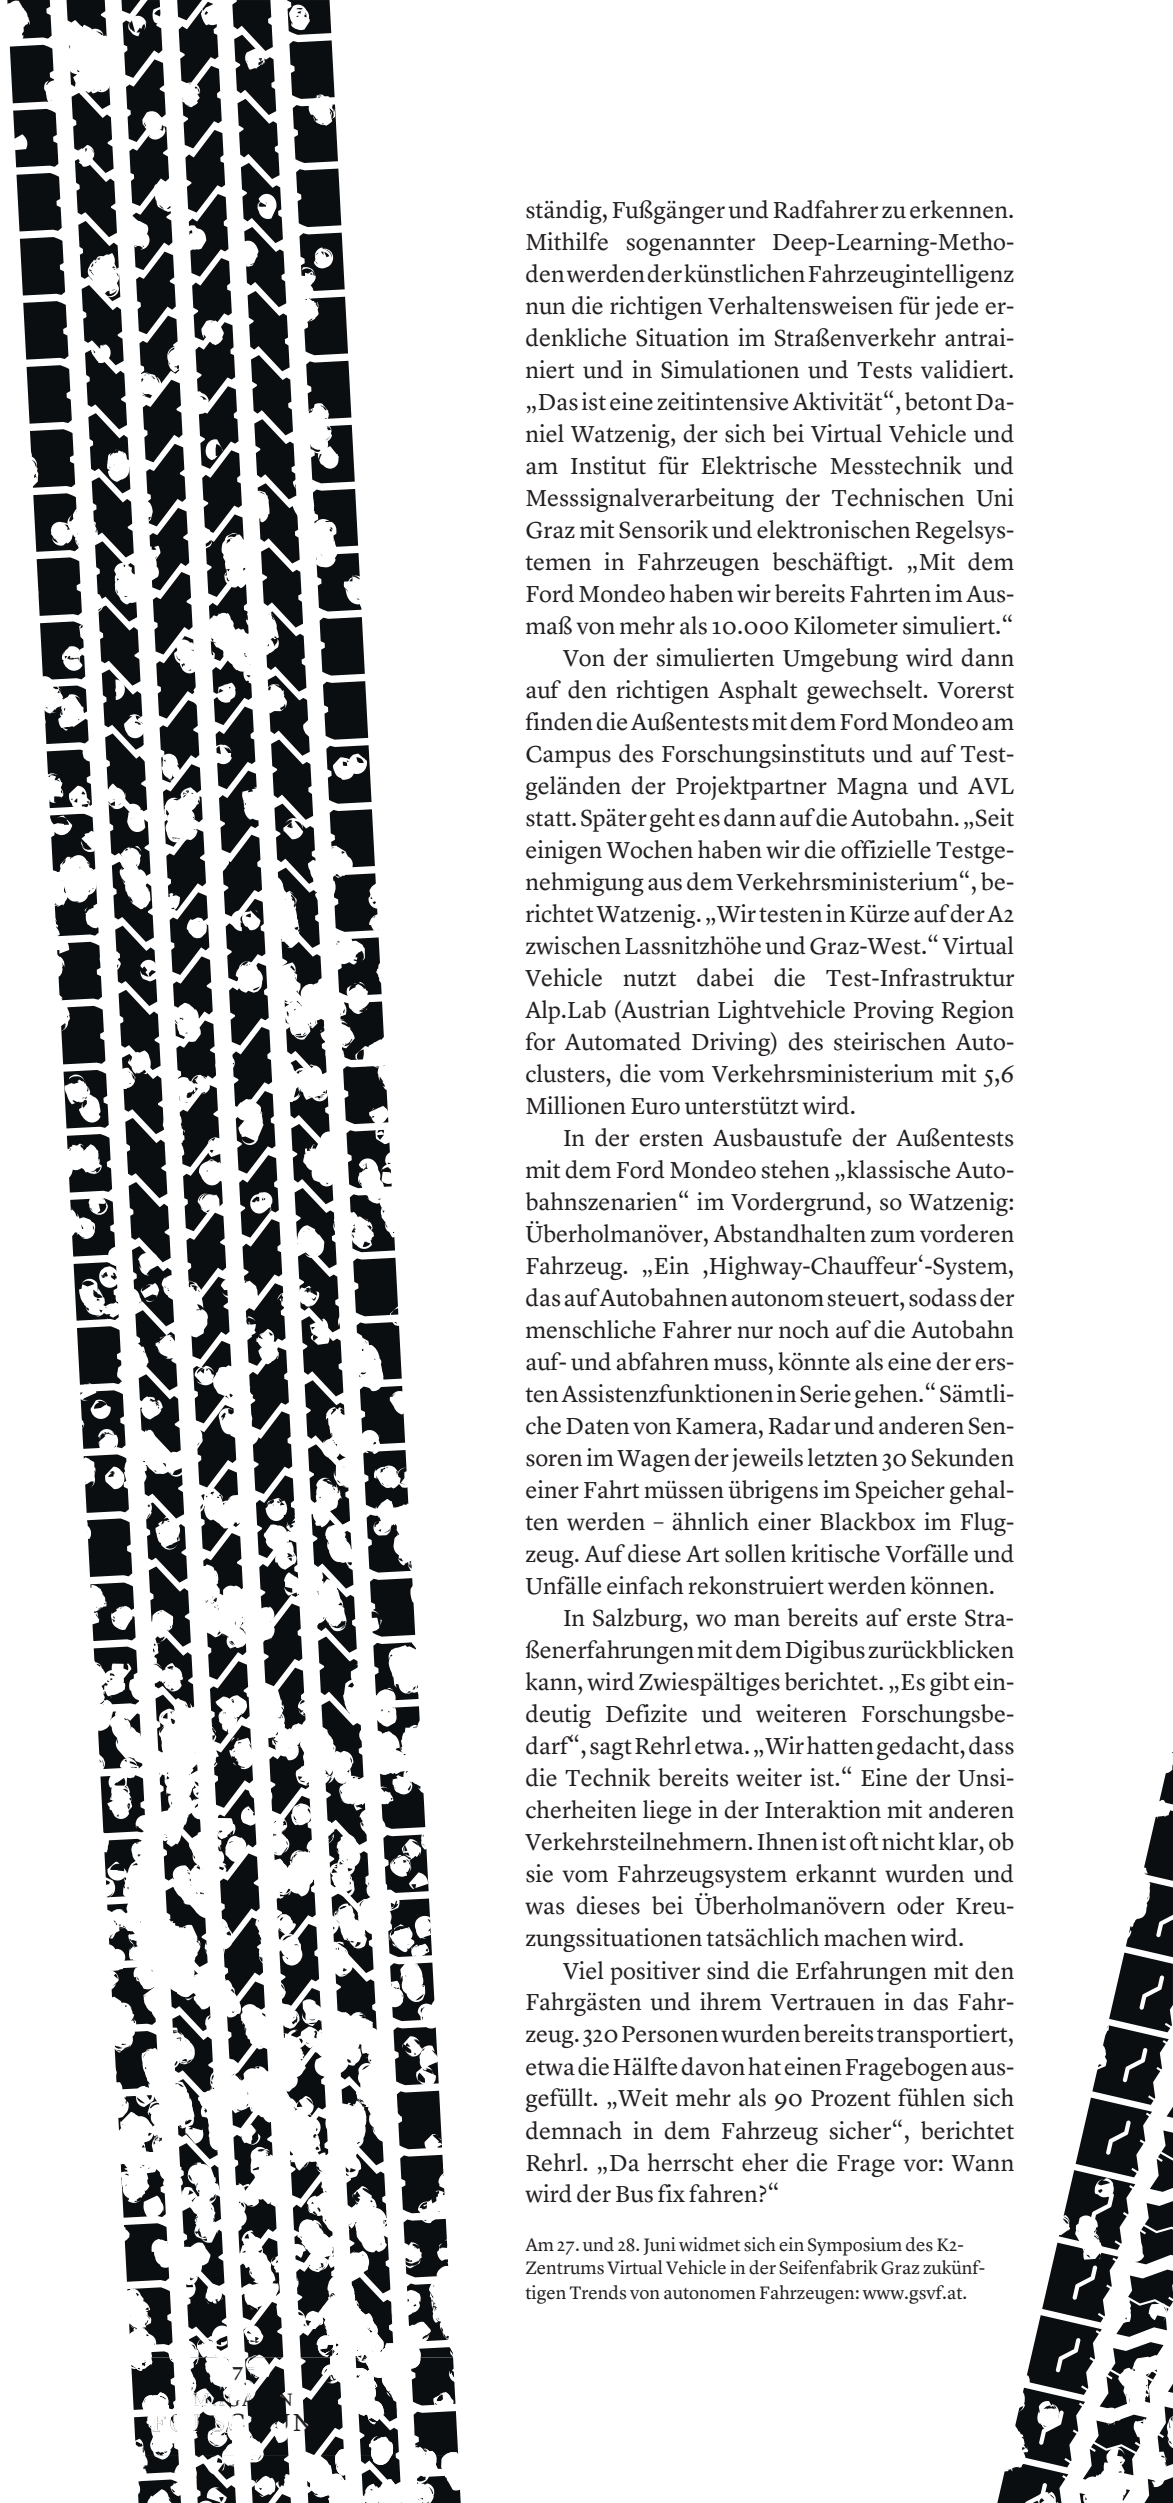 ständig, Fußgänger und Radfahrer zu erkennen.
Mithilfe sogenannter Deep-Learning-Metho-
den werden der künstlichen Fahrzeugintelligenz
nun die richtigen Verhaltensweisen für jede er-
denkliche Situation im Straßenverkehr antrai-
niert und in Simulationen und Tests validiert.
„Das ist eine zeitintensive Aktivität“, betont Da-
niel Watzenig, der sich bei Virtual Vehicle und
am Institut für Elektrische Messtechnik und
Messsignalverarbeitung der Technischen Uni
Graz mit Sensorik und elektronischen Regelsys-
temen in Fahrzeugen beschäftigt. „Mit dem
Ford Mondeo haben wir bereits Fahrten im Aus-
maß von mehr als 10.000 Kilometer simuliert.“
Von der simulierten Umgebung wird dann
auf den richtigen Asphalt gewechselt. Vorerst
finden die Außentests mit dem Ford Mondeo am
Campus des Forschungsinstituts und auf Test-
geländen der Projektpartner Magna und AVL
statt. Später geht es dann auf die Autobahn. „Seit
einigen Wochen haben wir die offizielle Testge-
nehmigung aus dem Verkehrsministerium“, be-
richtet Watzenig. „Wir testen in Kürze auf der A2
zwischen Lassnitzhöhe und Graz-West.“ Virtual
Vehicle nutzt dabei die Test-Infrastruktur
Alp.Lab (Austrian Lightvehicle Proving Region
for Automated Driving) des steirischen Auto-
clusters, die vom Verkehrsministerium mit 5,6
Millionen Euro unterstützt wird.
In der ersten Ausbaustufe der Außentests
mit dem Ford Mondeo stehen „klassische Auto-
bahnszenarien“ im Vordergrund, so Watzenig:
Überholmanöver, Abstandhalten zum vorderen
Fahrzeug. „Ein ‚Highway-Chauffeur‘-System,
das auf Autobahnen autonom steuert, sodass der
menschliche Fahrer nur noch auf die Autobahn
auf- und abfahren muss, könnte als eine der ers-
ten Assistenzfunktionen in Serie gehen.“ Sämtli-
che Daten von Kamera, Radar und anderen Sen-
soren im Wagen der jeweils letzten 30 Sekunden
einer Fahrt müssen übrigens im Speicher gehal-
ten werden – ähnlich einer Blackbox im Flug-
zeug. Auf diese Art sollen kritische Vorfälle und
Unfälle einfach rekonstruiert werden können.
In Salzburg, wo man bereits auf erste Stra-
ßenerfahrungen mit dem Digibus zurückblicken
kann, wird Zwiespältiges berichtet. „Es gibt ein-
deutig Defizite und weiteren Forschungsbe-
darf“, sagt Rehrl etwa. „Wir hatten gedacht, dass
die Technik bereits weiter ist.“ Eine der Unsi-
cherheiten liege in der Interaktion mit anderen
Verkehrsteilnehmern. Ihnen ist oft nicht klar, ob
sie vom Fahrzeugsystem erkannt wurden und
was dieses bei Überholmanövern oder Kreu-
zungssituationen tatsächlich machen wird.
Viel positiver sind die Erfahrungen mit den
Fahrgästen und ihrem Vertrauen in das Fahr-
zeug. 320 Personen wurden bereits transportiert,
etwa die Hälfte davon hat einen Fragebogen aus-
gefüllt. „Weit mehr als 90 Prozent fühlen sich
demnach in dem Fahrzeug sicher“, berichtet
Rehrl. „Da herrscht eher die Frage vor: Wann
wird der Bus fix fahren?“
Am 27. und 28. Juni widmet sich ein Symposium des K2-
Zentrums Virtual Vehicle in der Seifenfabrik Graz zukünf-
tigen Trends von autonomen Fahrzeugen: www.gsvf.at.